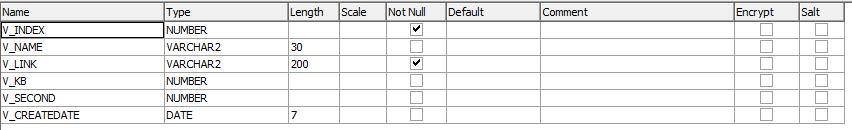 Name Type Length Scale Not Null Default Comment Encrypt Salt
V_INDEX NUMBER
V_NAME VARCHAR2 30
V_LINK VARCHAR2 200
V_KB NUMBER
V_SECOND NUMBER
V_CREATEDATE DATE 7